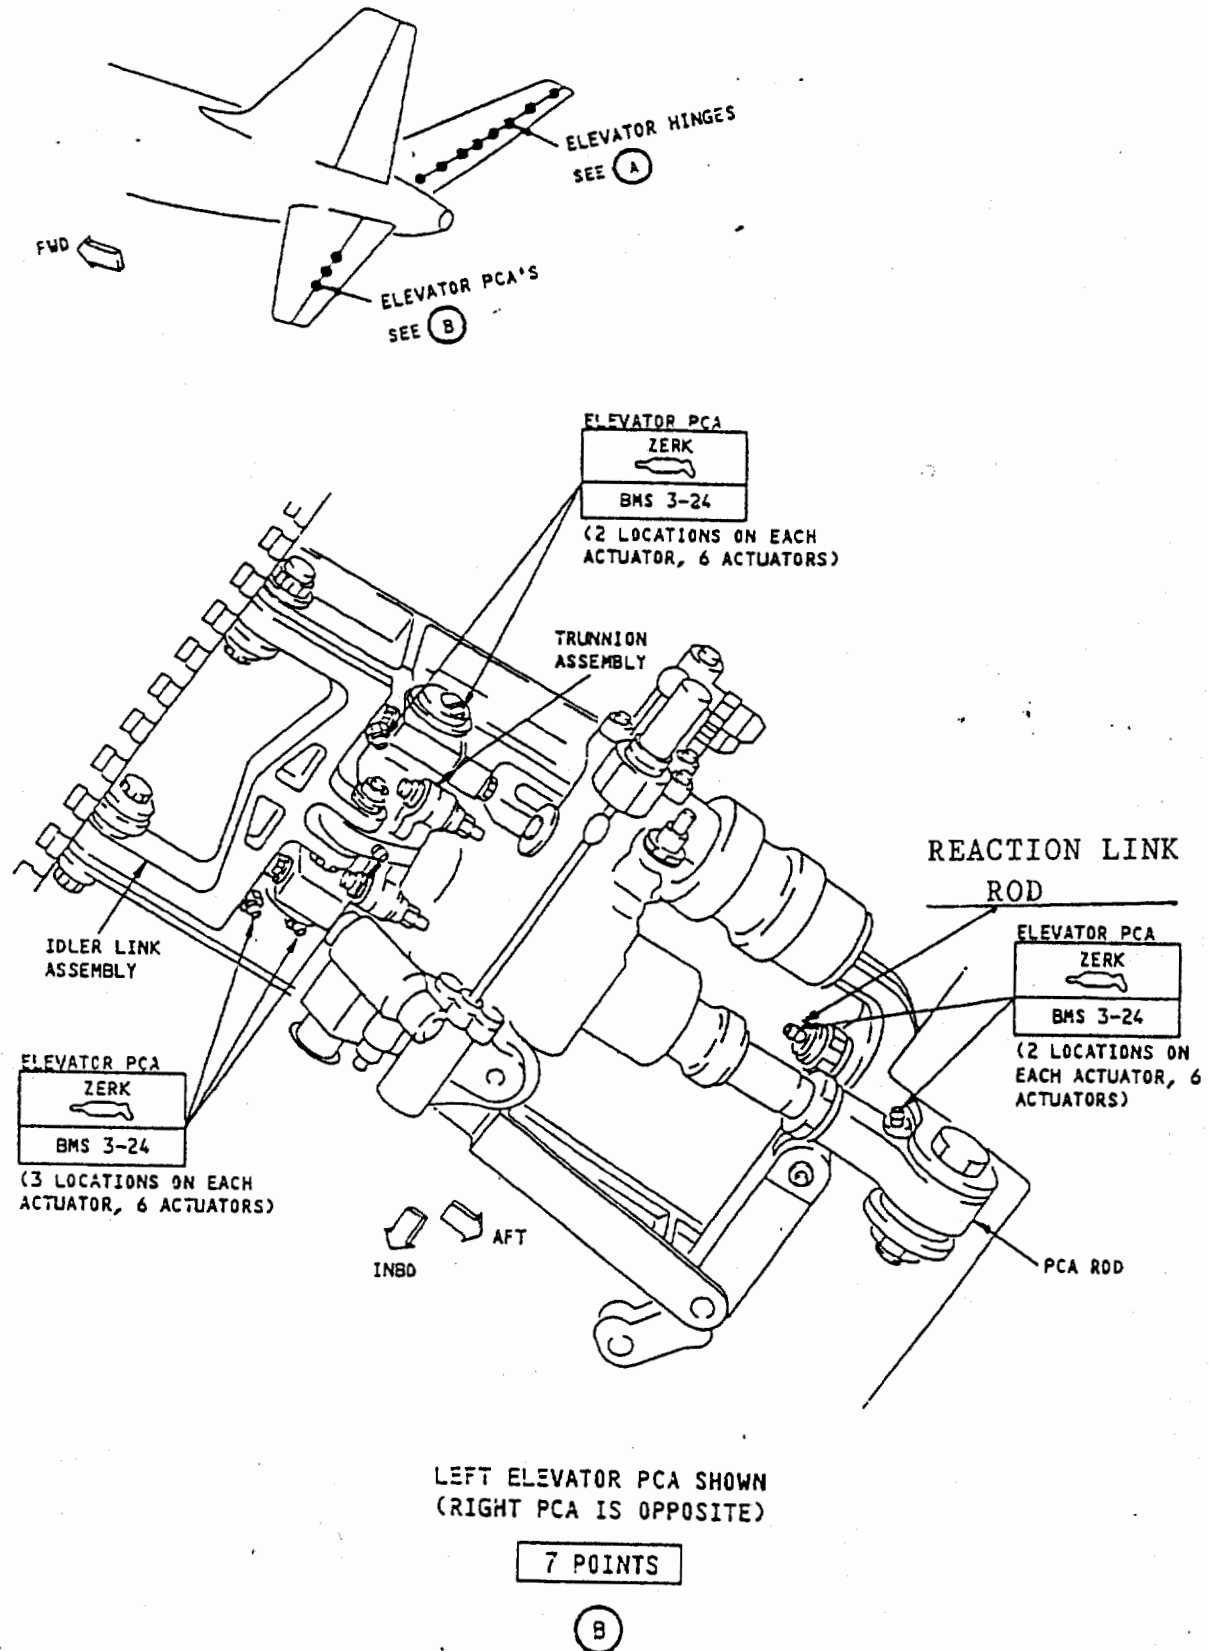 ELEVATOR HINGES
SEE A
FWD
ELEVATOR PCA'S
SEE B
ELEVATOR PCA
ZERK
BMS 3-24
(2 LOCATIONS ON EACH
ACTUATOR, 6 ACTUATORS)
TRUNNION
ASSEMBLY
REACTION LINK
ROD
ELEVATOR PCA
ZERK
BMS 3-24
(2 LOCATIONS ON
EACH ACTUATOR, 6
ACTUATORS)
IDLER LINK
ASSEMBLY
ELEVATOR PCA
ZERK
BMS 3-24
(3 LOCATIONS ON EACH
ACTUATOR, 6 ACTUATORS)
INBD
AFT
PCA ROD
LEFT ELEVATOR PCA SHOWN
(RIGHT PCA IS OPPOSITE)
7 POINTS
B